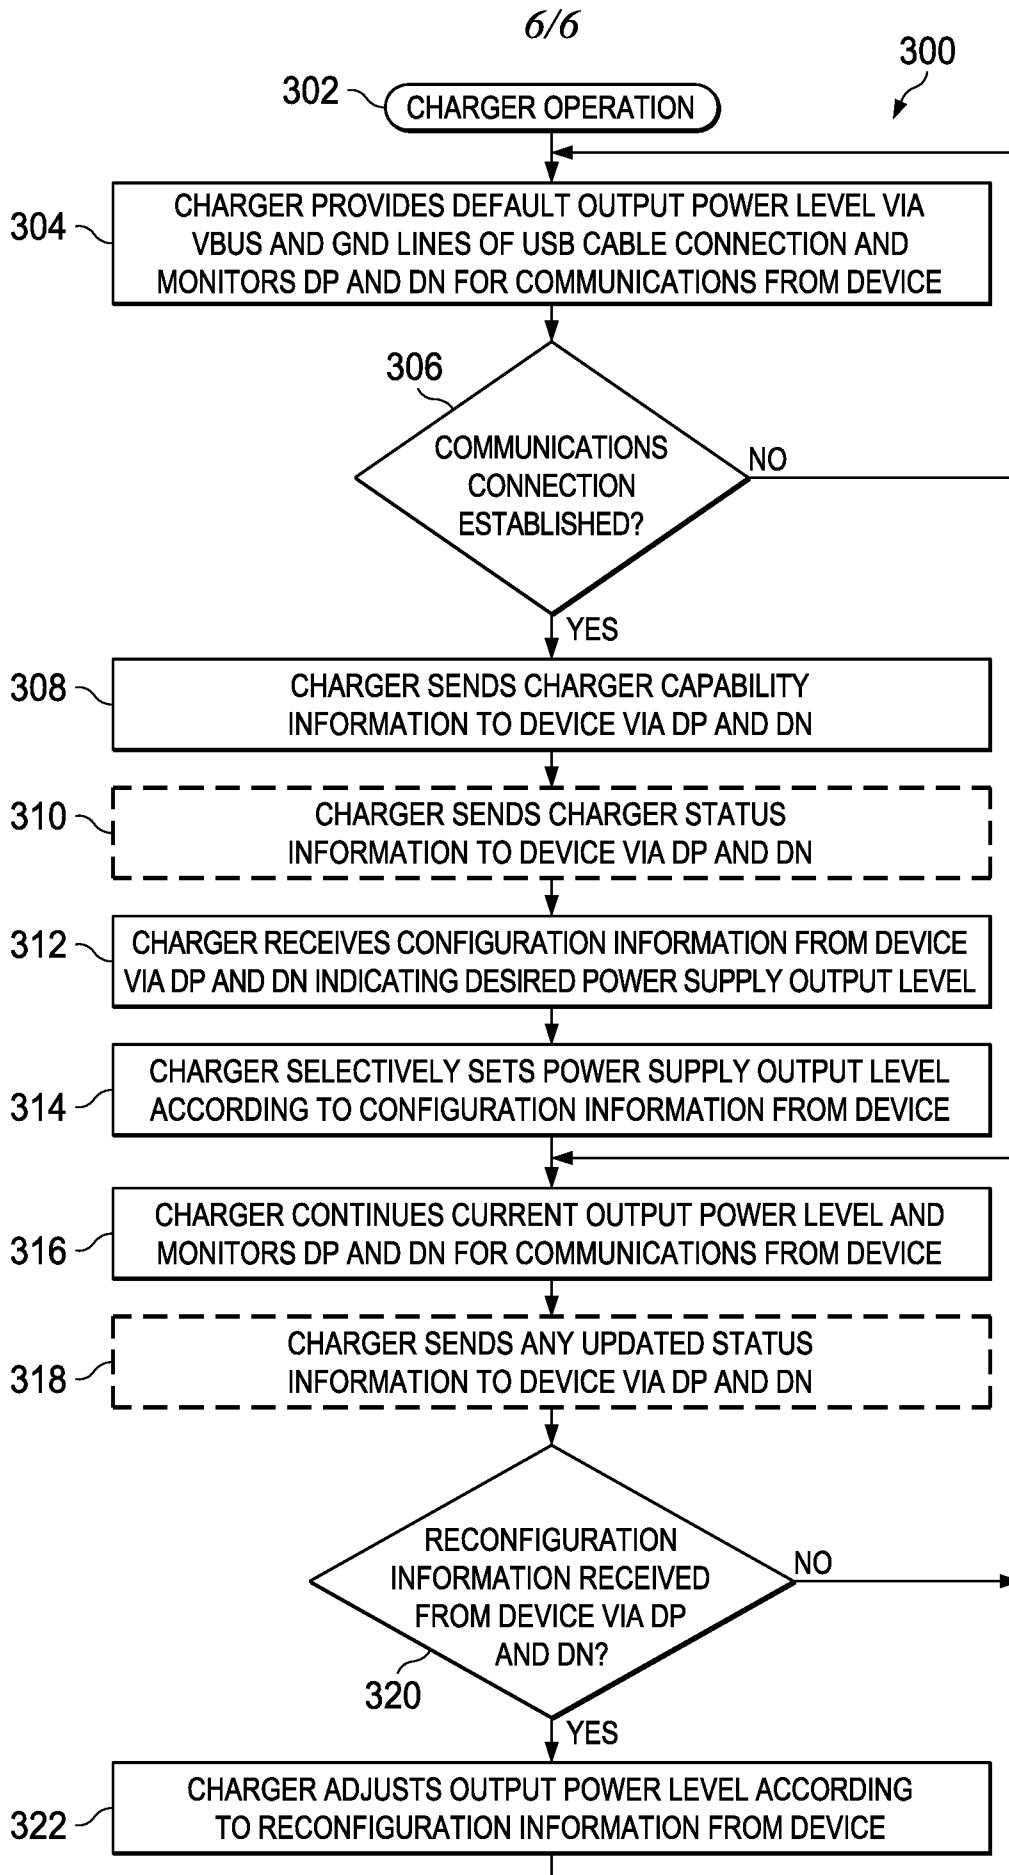 6/6
300
302
CHARGER OPERATION
304
CHARGER PROVIDES DEFAULT OUTPUT POWER LEVEL VIA
VBUS AND GND LINES OF USB CABLE CONNECTION AND
MONITORS DP AND DN FOR COMMUNICATIONS FROM DEVICE
306
COMMUNICATIONS
CONNECTION
ESTABLISHED?
NO
YES
308
CHARGER SENDS CHARGER CAPABILITY
INFORMATION TO DEVICE VIA DP AND DN
310
CHARGER SENDS CHARGER STATUS
INFORMATION TO DEVICE VIA DP AND DN
312
CHARGER RECEIVES CONFIGURATION INFORMATION FROM DEVICE
VIA DP AND DN INDICATING DESIRED POWER SUPPLY OUTPUT LEVEL
314
CHARGER SELECTIVELY SETS POWER SUPPLY OUTPUT LEVEL
ACCORDING TO CONFIGURATION INFORMATION FROM DEVICE
316
CHARGER CONTINUES CURRENT OUTPUT POWER LEVEL AND
MONITORS DP AND DN FOR COMMUNICATIONS FROM DEVICE
318
CHARGER SENDS ANY UPDATED STATUS
INFORMATION TO DEVICE VIA DP AND DN
RECONFIGURATION
INFORMATION RECEIVED
FROM DEVICE VIA DP
AND DN?
NO
320
YES
322
CHARGER ADJUSTS OUTPUT POWER LEVEL ACCORDING
TO RECONFIGURATION INFORMATION FROM DEVICE